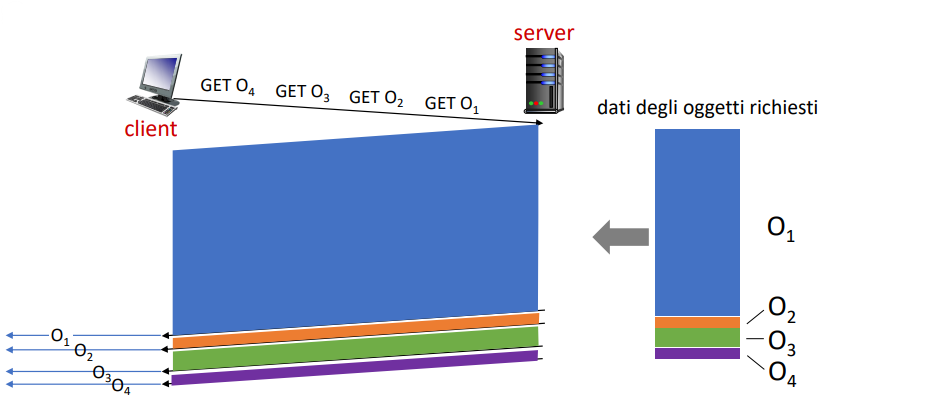 server
GET O₄ GET O₃ GET O₂ GET O₁
client
dati degli oggetti richiesti
O₁
O₂
O₃
O₄
O₁
O₂
O₃
O₄